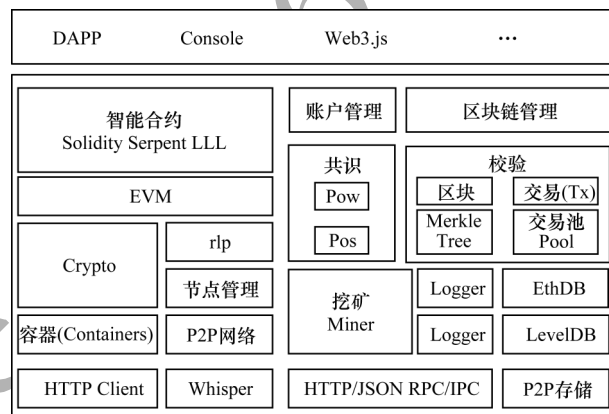 DAPP Console Web3.js ···
智能合约
Solidity Serpent LLL
账户管理
区块链管理
共识
Pow
Pos
校验
区块
交易(Tx)
Merkle
Tree
交易池
Pool
EVM
Crypto
rlp
节点管理
挖矿
Miner
Logger
EthDB
容器(Containers)
P2P网络
Logger
LevelDB
HTTP Client
Whisper
HTTP/JSON RPC/IPC
P2P存储